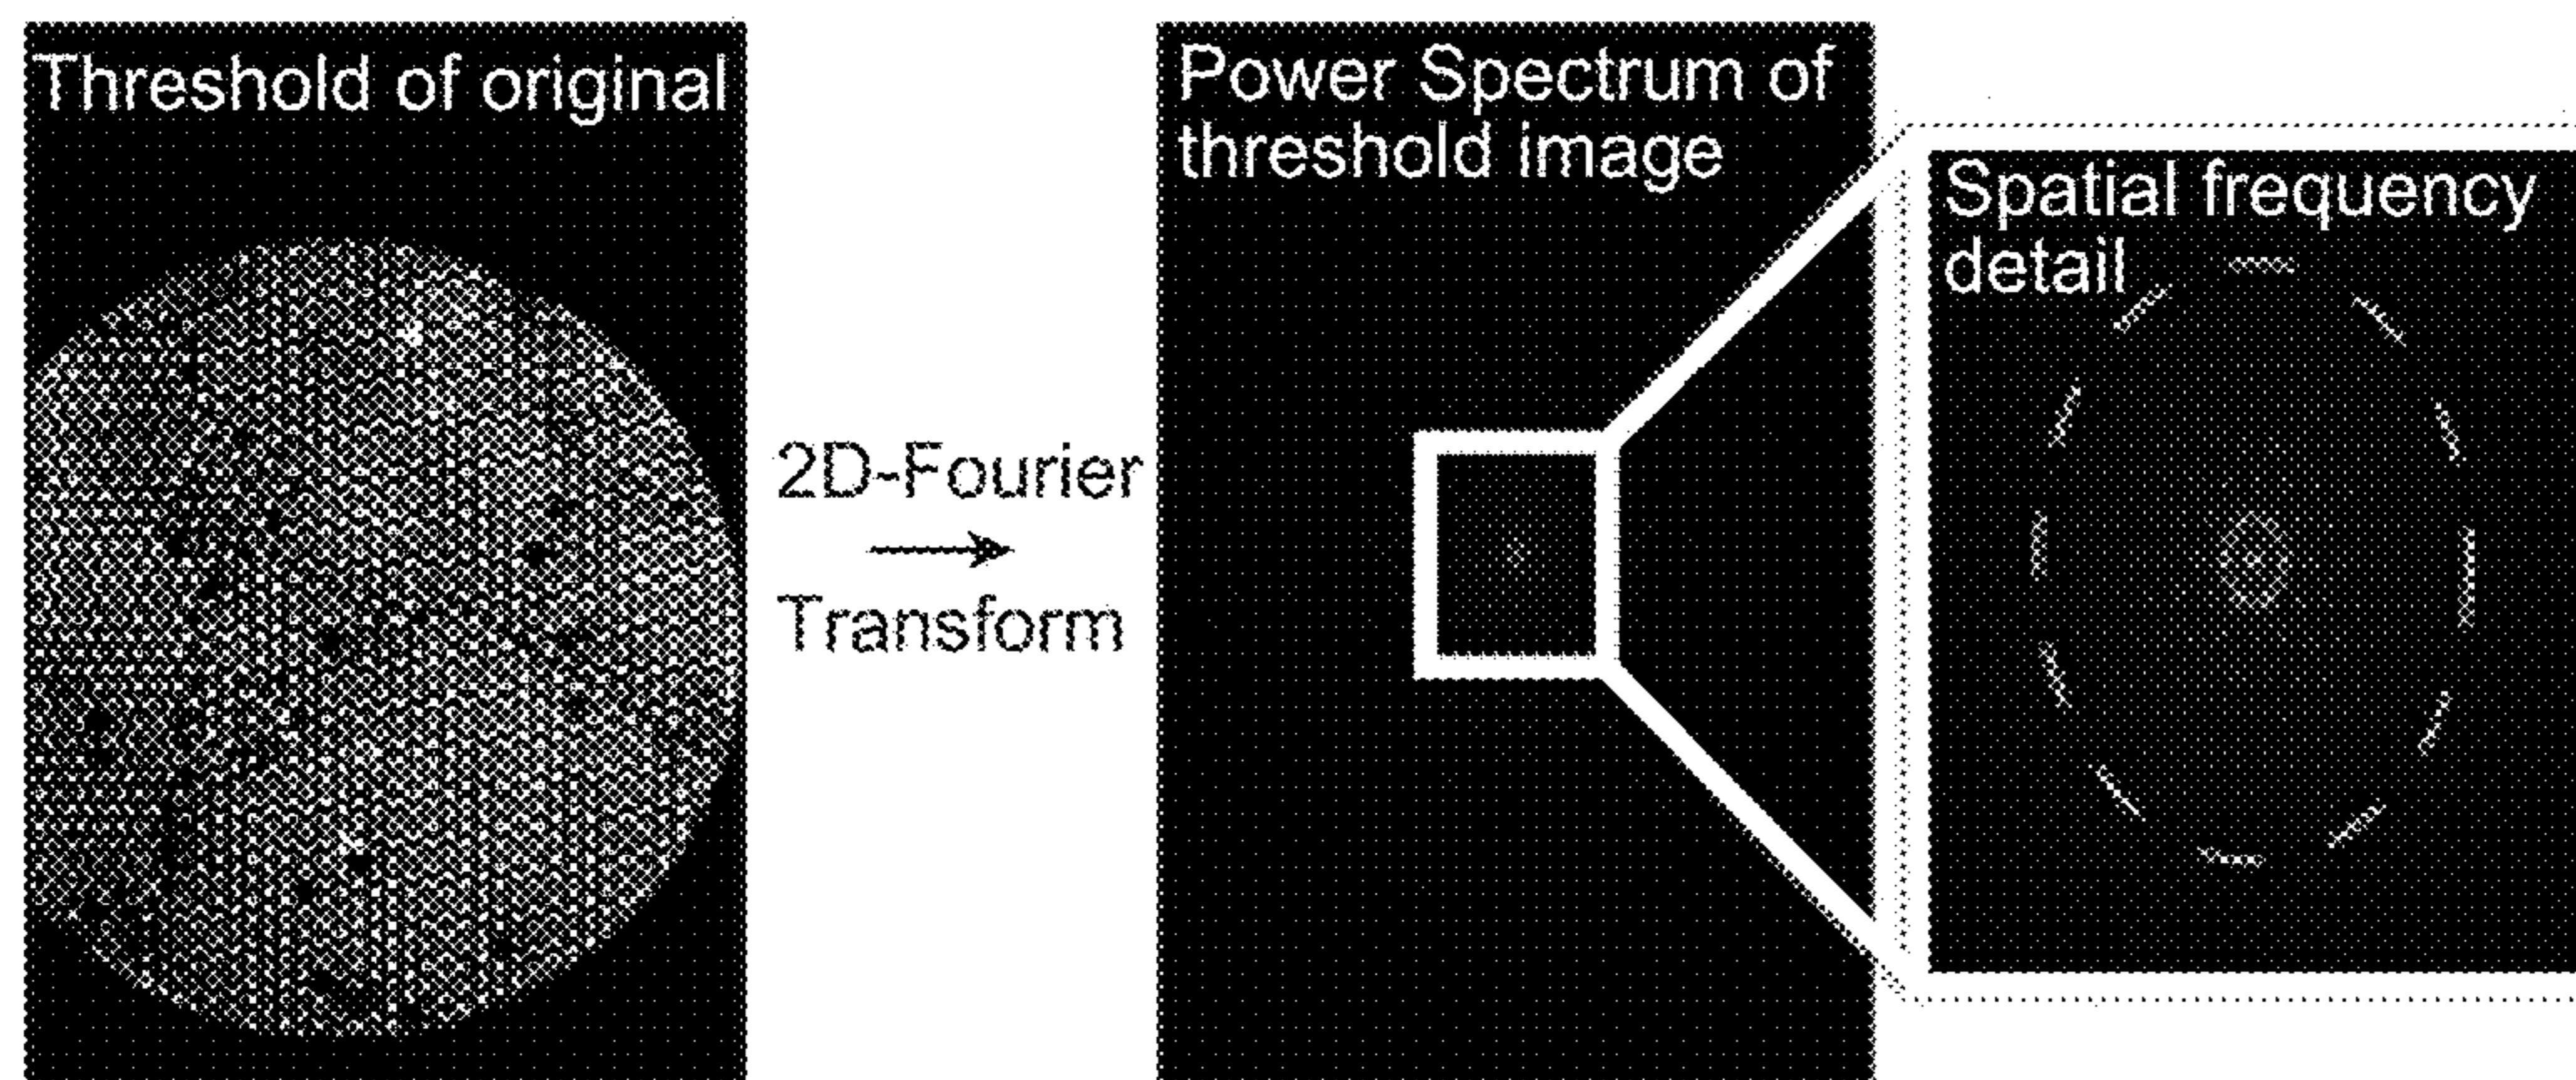 Threshold of original
2D-Fourier
Transform
Power Spectrum of
threshold image
Spatial frequency
detail